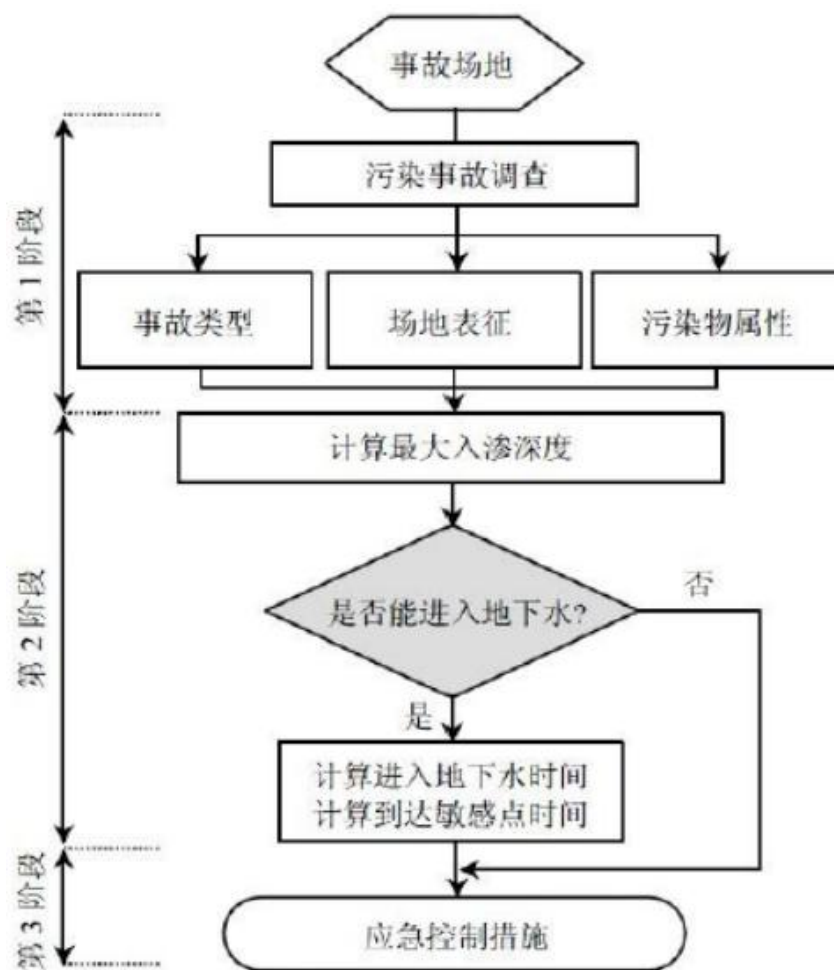 事故场地
污染事故调查
第1阶段
事故类型
场地表征
污染物属性
计算最大入渗深度
第2阶段
是否能进入地下水?
否
是
计算进入地下水时间
计算到达敏感点时间
第3阶段
应急控制措施